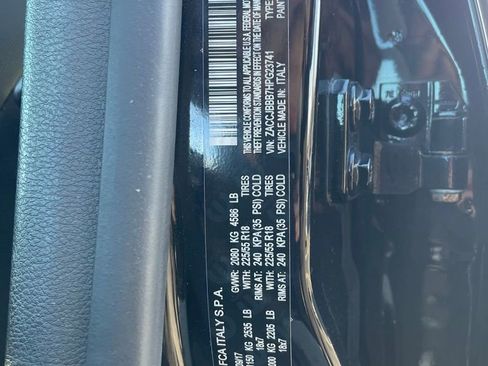 FCA ITALY S.P.A.
GVWR: 2080 KG 4586 LB
2535 LB WITH: 225/55 R18 TIRES
18x7 RIMS AT: 240 KPA(35 PSI) COLD
2205 LB WITH: 225/55 R18 TIRES
18x7 RIMS AT: 240 KPA(35 PSI) COLD
THIS VEHICLE CONFORMS TO ALL APPLICABLE U.S.A. FEDERAL MOTOR
THEFT PREVENTION STANDARDS IN EFFECT ON THE DATE OF MAN
VIN: ZACCJBBB7HPG23741 TYPE
VEHICLE MADE IN: ITALY PAINT